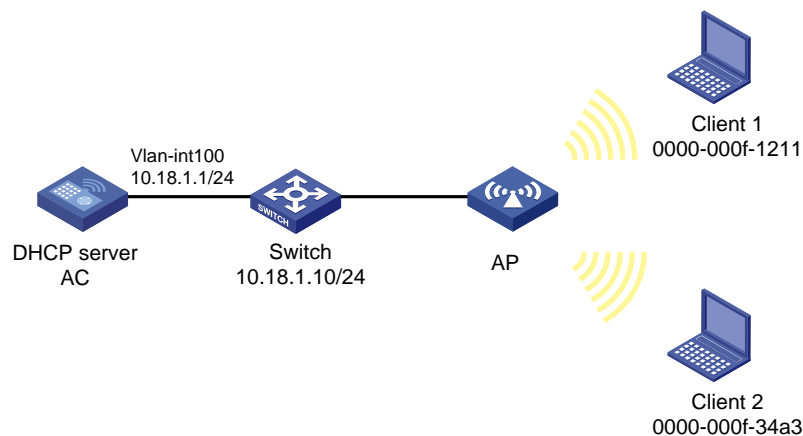 Client 1
0000-000f-1211
Vlan-int100
10.18.1.1/24
SWITCH
DHCP server
AC
Switch
10.18.1.10/24
AP
Client 2
0000-000f-34a3